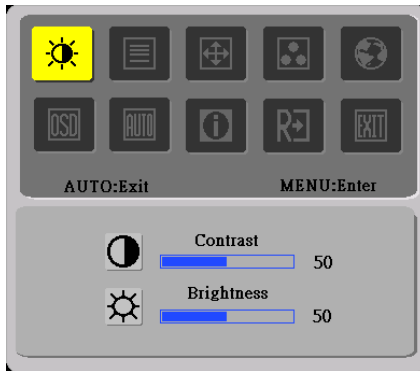 OSD AUTO i R EXIT
AUTO:Exit MENU:Enter
Contrast
50
Brightness
50